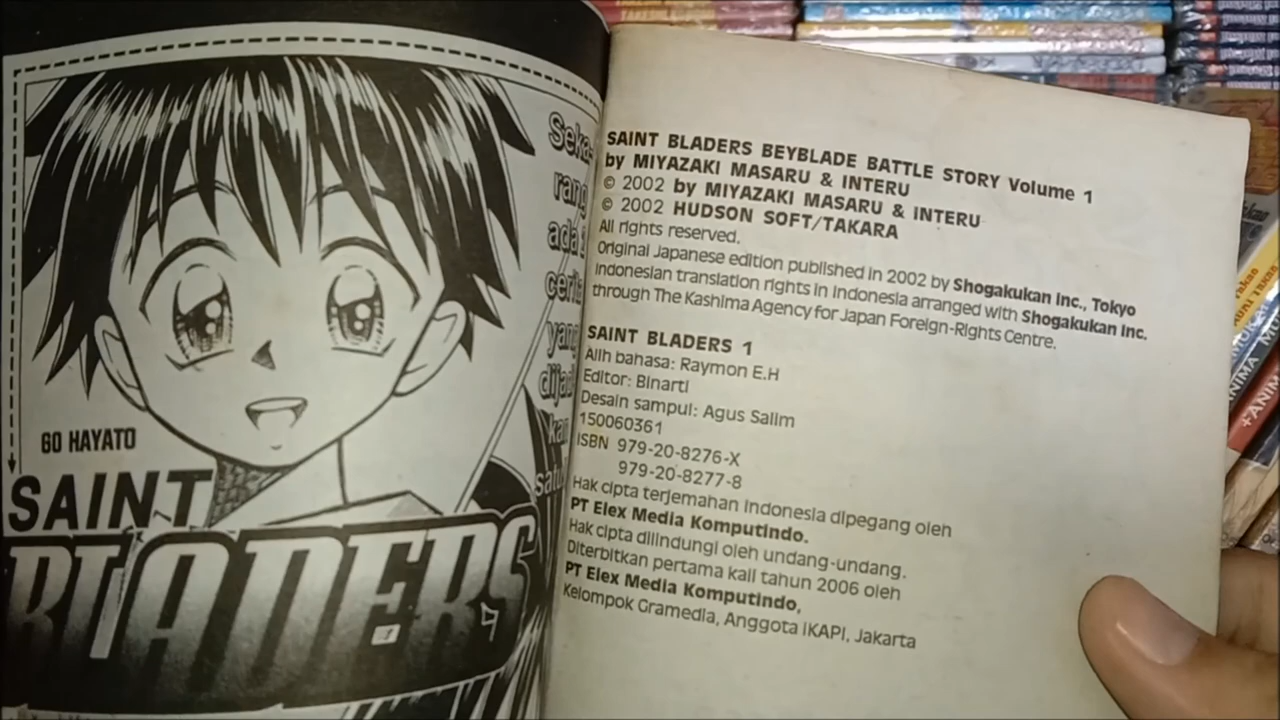 Seka-
rang
ada
yang
GO HAYATO
SAINT
BLADERS
SAINT BLADERS BEYBLADE BATTLE STORY Volume 1
by MIYAZAKI MASARU & INTERU
© 2002 by MIYAZAKI MASARU & INTERU
© 2002 HUDSON SOFT/TAKARA
All rights reserved.
Original Japanese edition published in 2002 by Shogakukan Inc., Tokyo
Indonesian translation rights in Indonesia arranged with Shogakukan Inc.
through The Kashima Agency for Japan Foreign-Rights Centre.
SAINT BLADERS 1
Alih bahasa: Raymon E.H
Editor: Binarti
Desain sampul: Agus Salim
150060361
ISBN 979-20-8276-X
979-20-8277-8
Hak cipta terjemahan Indonesia dipegang oleh
PT Elex Media Komputindo.
Hak cipta dilindungi oleh undang-undang.
Diterbitkan pertama kali tahun 2006 oleh
PT Elex Media Komputindo,
Kelompok Gramedia, Anggota IKAPI, Jakarta